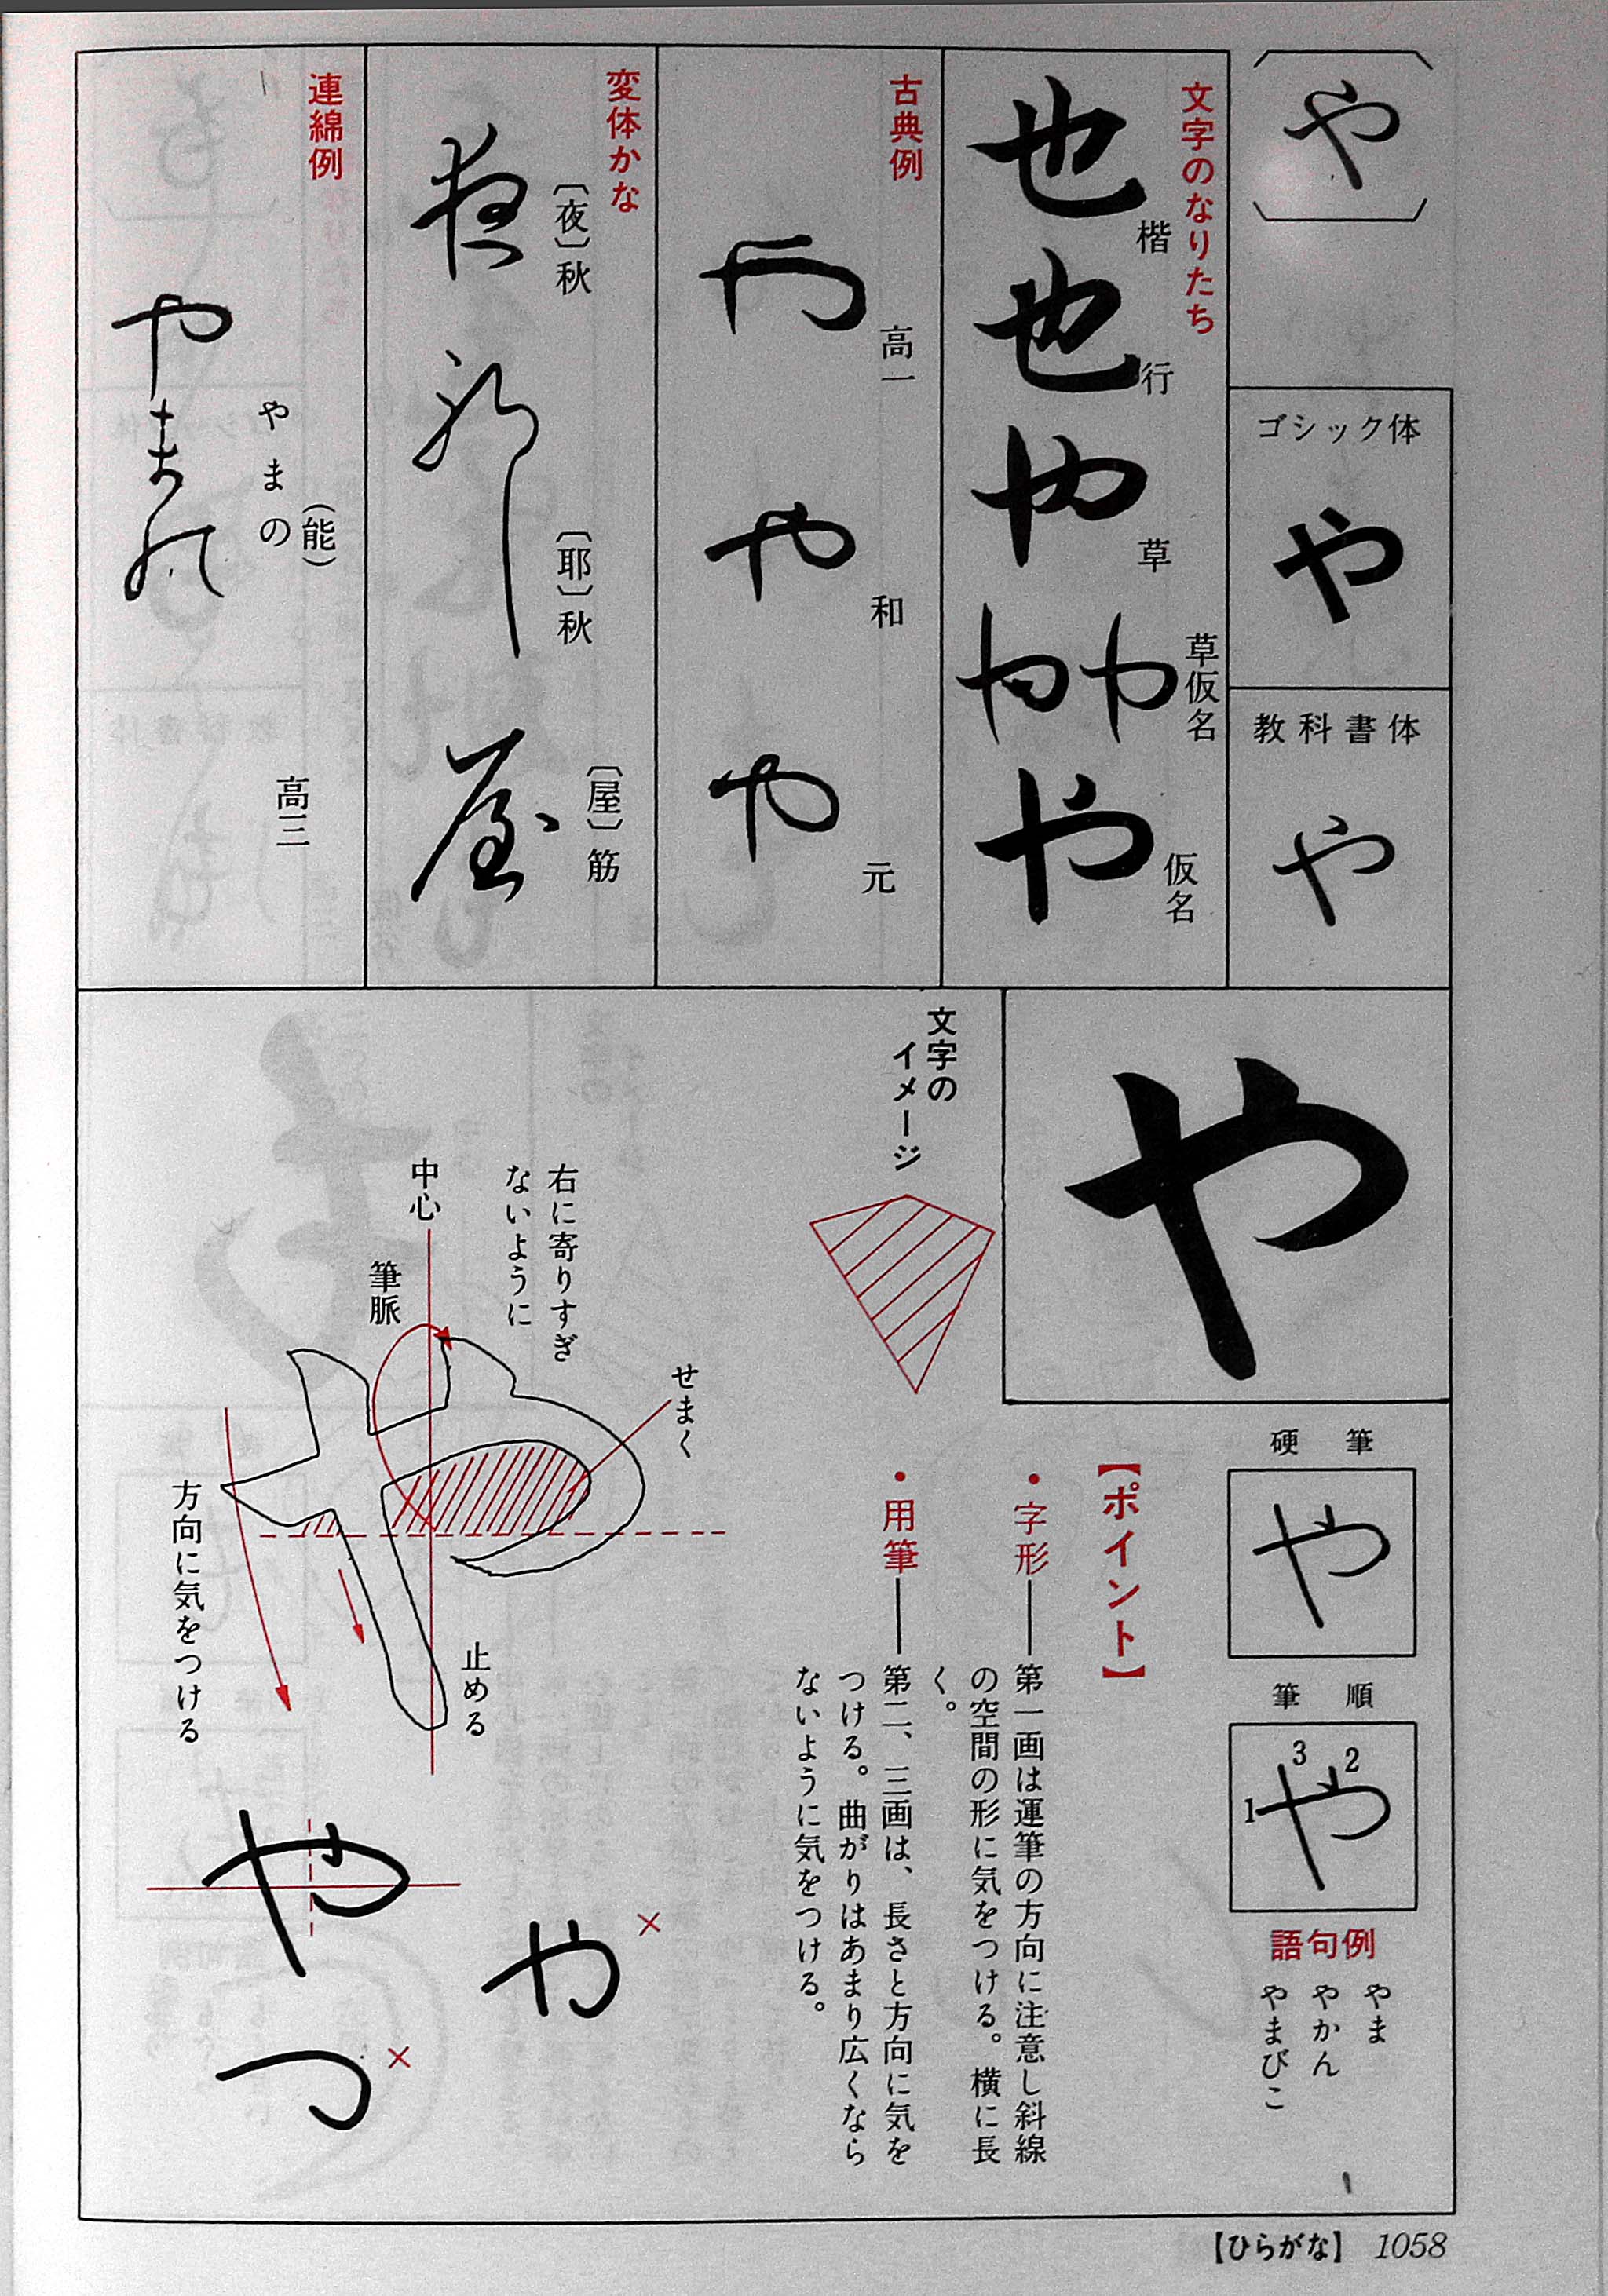 や
ゴシック体
や
教科書体
や
文字のなりたち
也 楷
也 行
や 草
草仮名
や 仮名
古典例
や 高一
や 和
や 元
変体かな
〔夜〕秋
〔耶〕秋
〔屋〕筋
連綿例
(能)
やまの
高三
や
硬筆
や
筆順
や
1 2 3
語句例
やま
やかん
やまびこ
【ポイント】
・字形――第一画は運筆の方向に注意し斜線
の空間の形に気をつける。横に長
く。
・用筆――第二、三画は、長さと方向に気を
つける。曲がりはあまり広くなら
ないように気をつける。
文字の
イメージ
せまく
右に寄りすぎ
ないように
中心
筆脈
止める
方向に気をつける
や
×
や
×
つ
【ひらがな】 1058